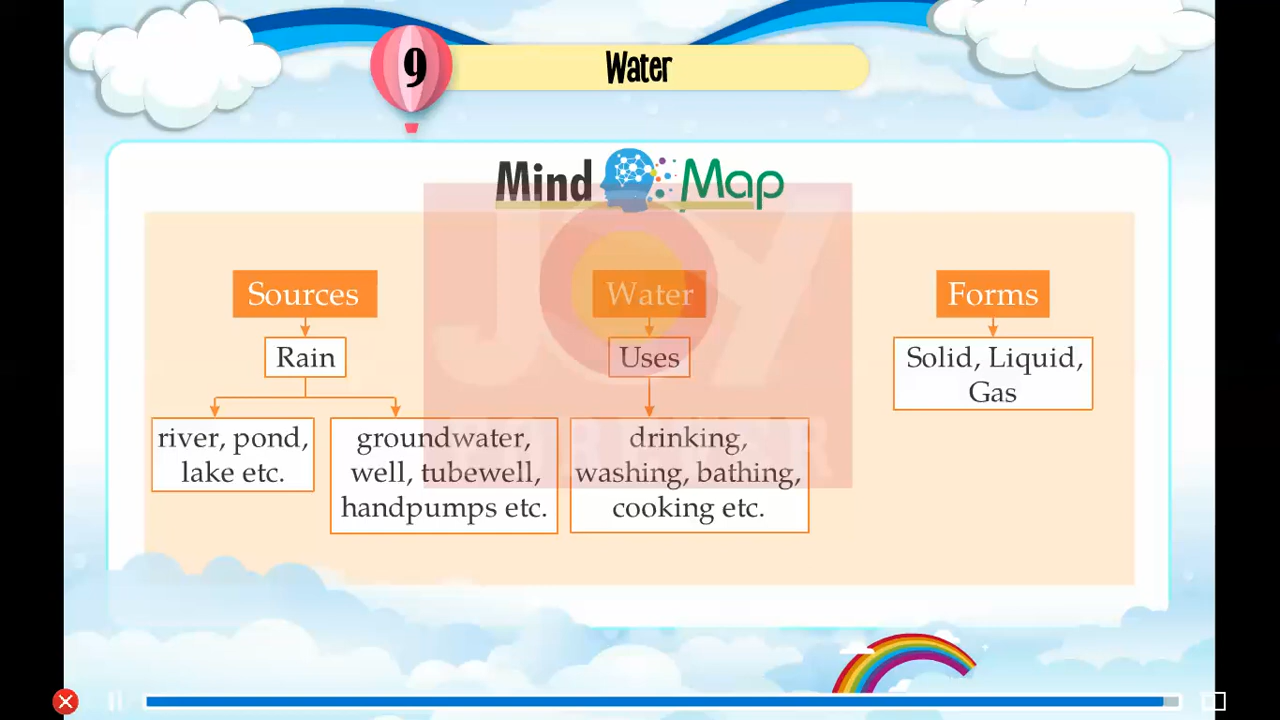 9
Water
Mind Map
Sources
Water
Forms
Rain
Uses
Solid, Liquid,
Gas
river, pond,
lake etc.
groundwater,
well, tubewell,
handpumps etc.
drinking,
washing, bathing,
cooking etc.
JOY